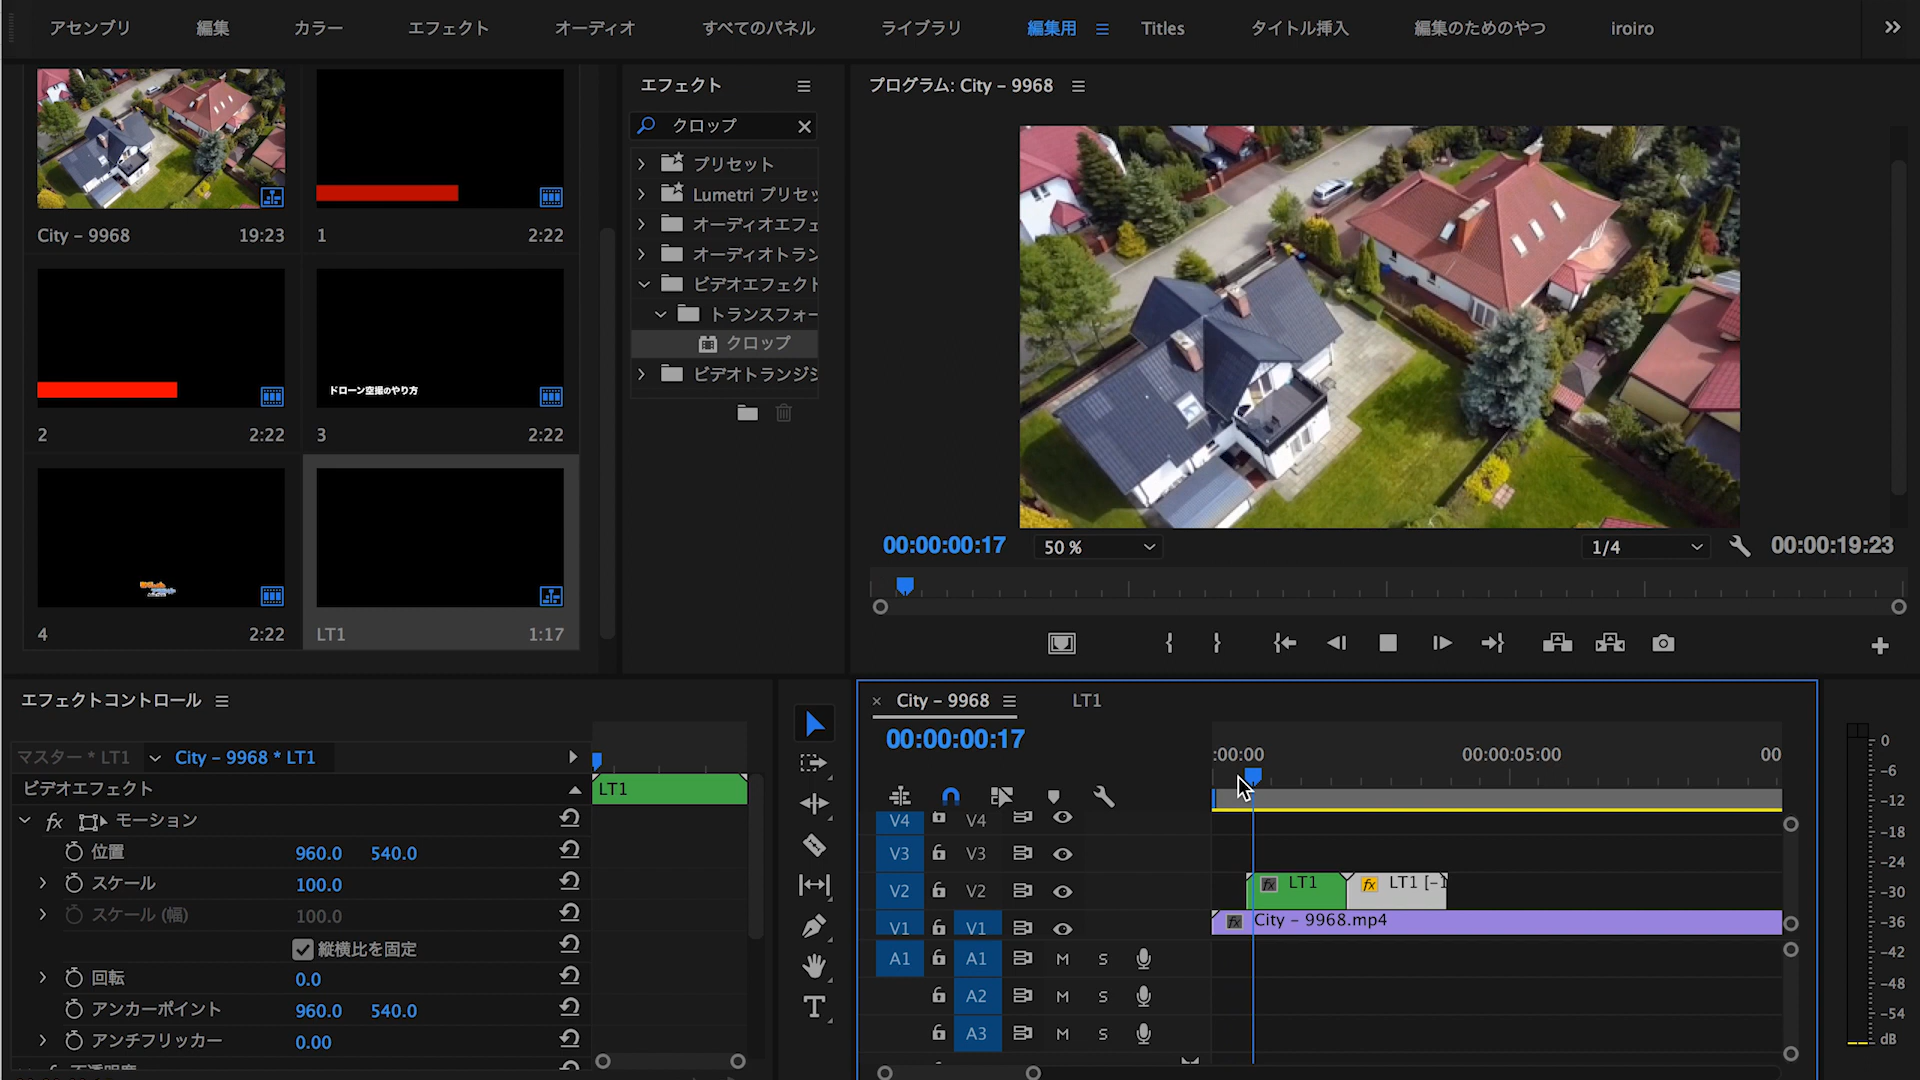 アセンブリ 編集 カラー エフェクト オーディオ すべてのパネル ライブラリ 編集用 Titles タイトル挿入 編集のためのやつ iroiro
City – 9968 19:23
1 2:22
2 2:22
ドローン空撮のやり方
3 2:22
4 2:22
LT1 1:17
エフェクト
クロップ
プリセット
Lumetri プリセッ
オーディオエフェ
オーディオトラン
ビデオエフェクト
トランスフォー
クロップ
ビデオトランジシ
プログラム: City – 9968
00:00:00:17 50 % 1/4 00:00:19:23
エフェクトコントロール
マスター * LT1 City – 9968 * LT1
ビデオエフェクト LT1
fx モーション
位置 960.0 540.0
スケール 100.0
スケール (幅) 100.0
縦横比を固定
回転 0.0
アンカーポイント 960.0 540.0
アンチフリッカー 0.00
不透明度
T
× City – 9968 LT1
00:00:00:17
:00:00 00:00:05:00 00
V4 V4
V3 V3
V2 V2 fx LT1 fx LT1 [-1
V1 V1 fx City – 9968.mp4
A1 A1 M S
A2 M S
A3 M S
0
-6
-12
-18
-24
-30
-36
-42
-48
-54
dB